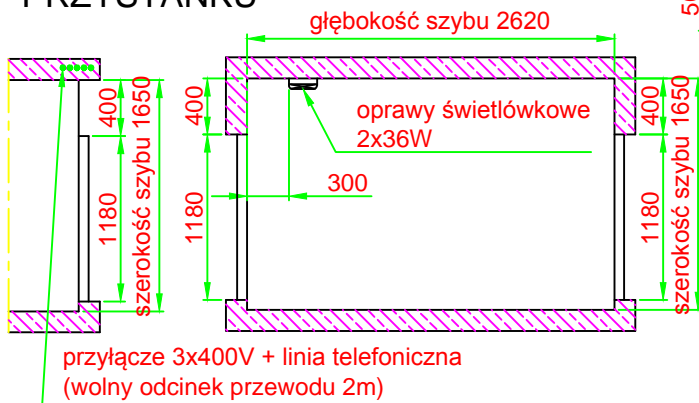 PRZYSTANKU
głębokość szybu 2620
400
1180
szerokość szybu 1650
400
1180
oprawy świetlówkowe
2x36W
300
400
1180
szerokość szybu 1650
przyłącze 3x400V + linia telefoniczna
(wolny odcinek przewodu 2m)